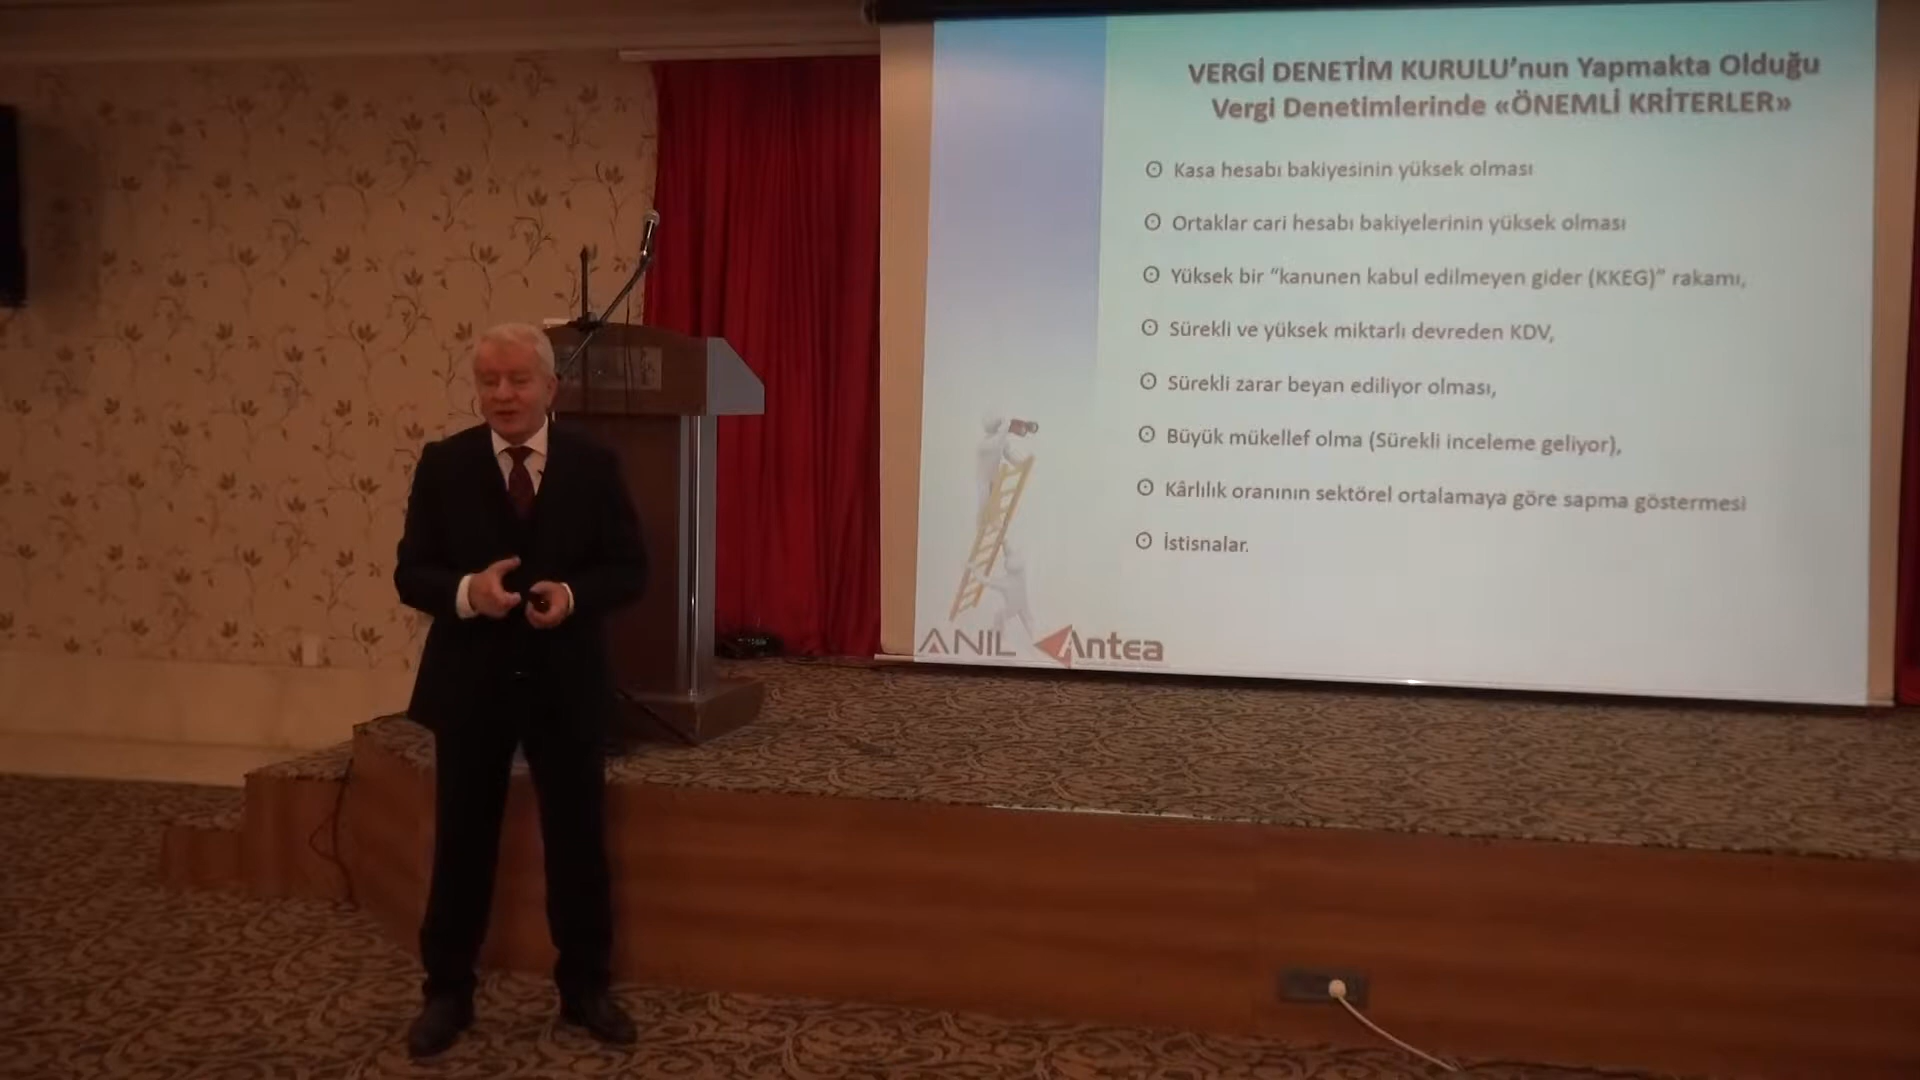 VERGİ DENETİM KURULU’nun Yapmakta Olduğu
Vergi Denetimlerinde «ÖNEMLİ KRİTERLER»
Kasa hesabı bakiyesinin yüksek olması
Ortaklar cari hesabı bakiyelerinin yüksek olması
Yüksek bir “kanunen kabul edilmeyen gider (KKEG)” rakamı,
Sürekli ve yüksek miktarlı devreden KDV,
Sürekli zarar beyan ediliyor olması,
Büyük mükellef olma (Sürekli inceleme geliyor),
Kârlılık oranının sektörel ortalamaya göre sapma göstermesi
İstisnalar.
ANIL Antea